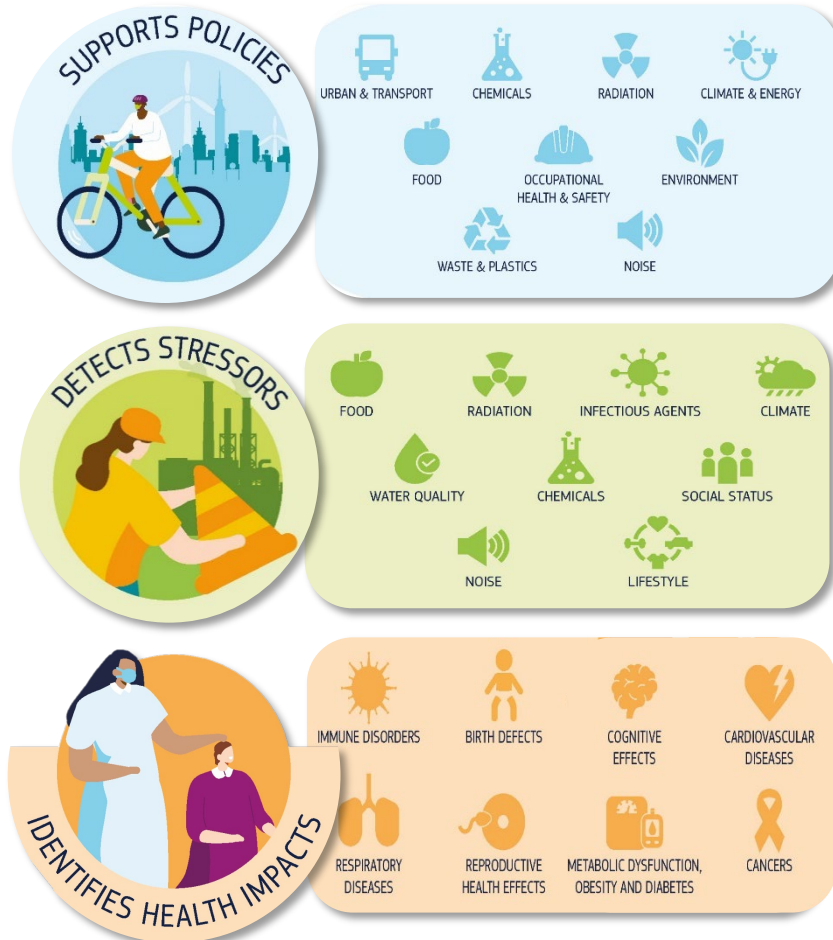 SUPPORTS POLICIES
URBAN & TRANSPORT
CHEMICALS
RADIATION
CLIMATE & ENERGY
FOOD
OCCUPATIONAL
HEALTH & SAFETY
ENVIRONMENT
WASTE & PLASTICS
NOISE
DETECTS STRESSORS
FOOD
RADIATION
INFECTIOUS AGENTS
CLIMATE
WATER QUALITY
CHEMICALS
SOCIAL STATUS
NOISE
LIFESTYLE
IDENTIFIES HEALTH IMPACTS
IMMUNE DISORDERS
BIRTH DEFECTS
COGNITIVE
EFFECTS
CARDIOVASCULAR
DISEASES
RESPIRATORY
DISEASES
REPRODUCTIVE
HEALTH EFFECTS
METABOLIC DYSFUNCTION,
OBESITY AND DIABETES
CANCERS